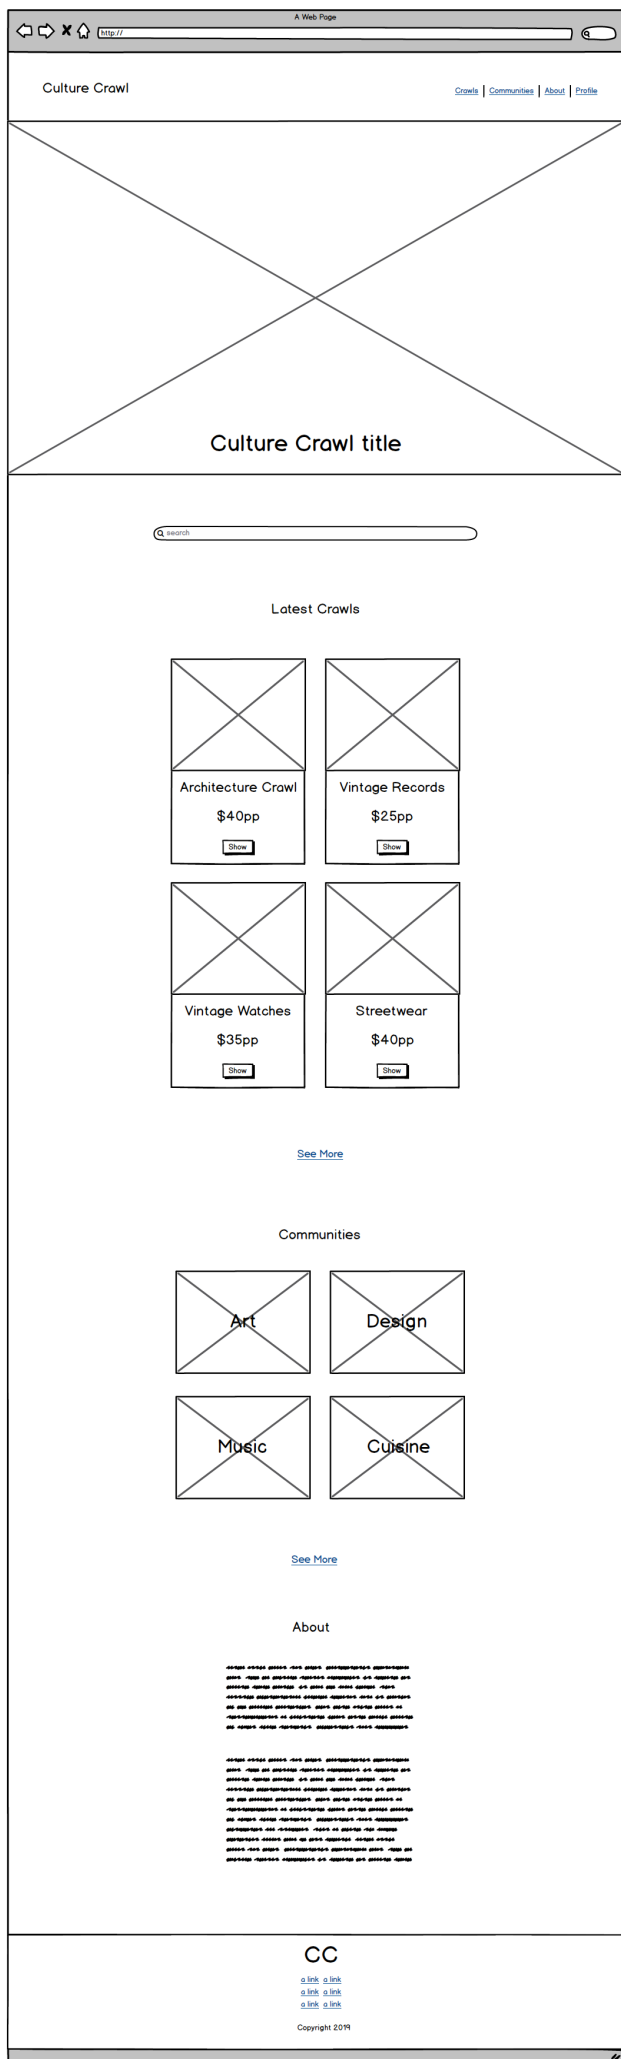 A Web Page
http://
Culture Crawl
Crawls | Communities | About | Profile
Culture Crawl title
search
Latest Crawls
Architecture Crawl
$40pp
Show
Vintage Records
$25pp
Show
Vintage Watches
$35pp
Show
Streetwear
$40pp
Show
See More
Communities
Art
Design
Music
Cuisine
See More
About
CC
a link a link
a link a link
a link a link
Copyright 2019